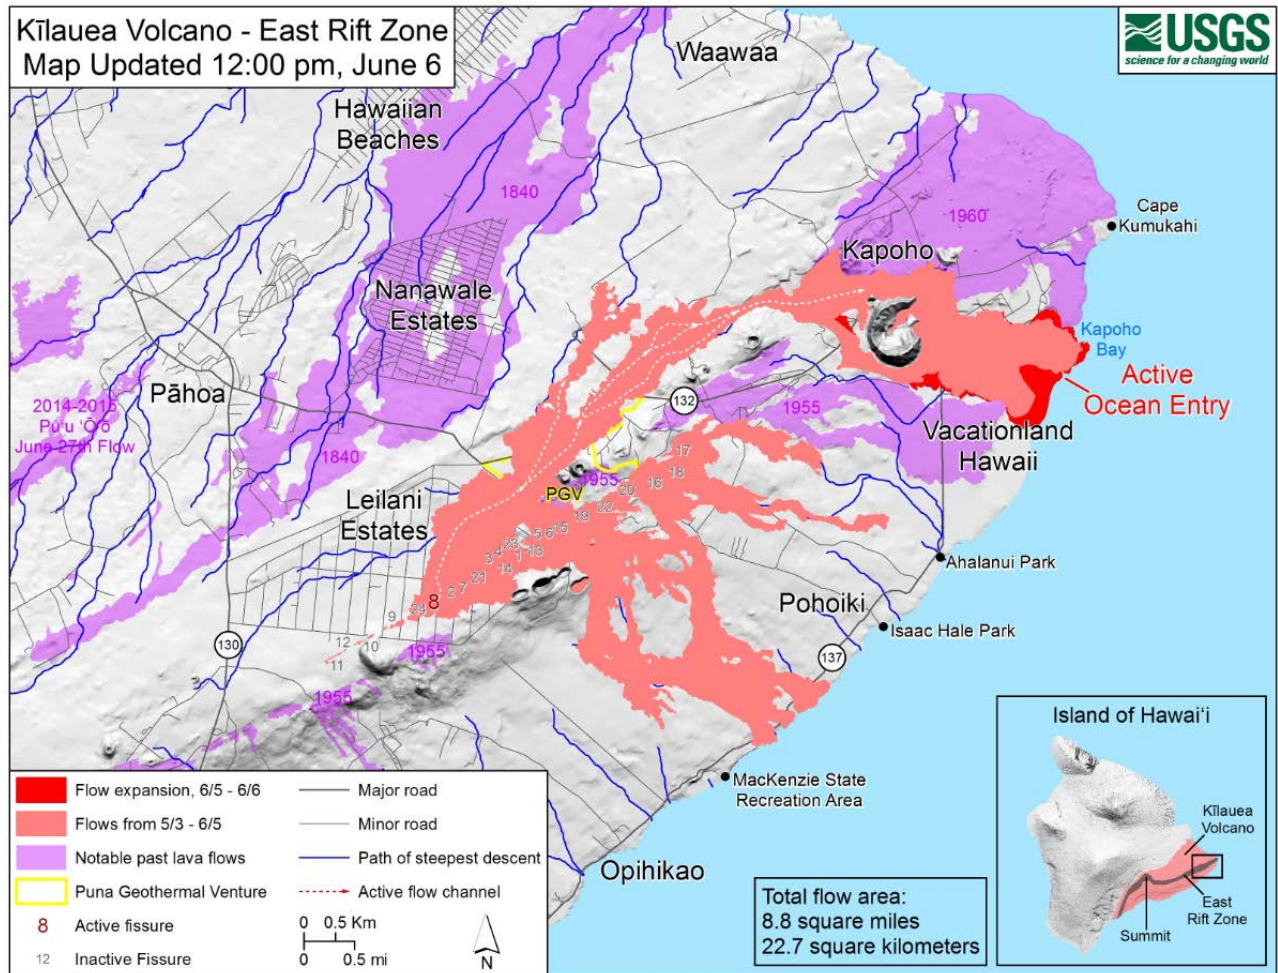 Kīlauea Volcano - East Rift Zone
Map Updated 12:00 pm, June 6
USGS
science for a changing world
Waawaa
Hawaiian
Beaches
1840
1960
Cape
Kumukahi
Kapoho
Nanawale
Estates
Kapoho
Bay
Pāhoa
Active
Ocean Entry
2014-2015
Pu‘u ‘Ō‘ō
June 27th Flow
132
1955
Vacationland
Hawaii
1840
17
18
1955
16
Leilani
Estates
PGV
20
22
19
15
6
5
23
13
1
4
3
14
21
7
2
8
24
9
Ahalanui Park
Pohoiki
Isaac Hale Park
130
12
10
11
1955
137
1955
Island of Hawai‘i
Kīlauea
Volcano
East
Rift Zone
Summit
MacKenzie State
Recreation Area
Opihikao
Flow expansion, 6/5 - 6/6
Flows from 5/3 - 6/5
Notable past lava flows
Puna Geothermal Venture
8 Active fissure
12 Inactive Fissure
Major road
Minor road
Path of steepest descent
Active flow channel
0 0.5 Km
0 0.5 mi
N
Total flow area:
8.8 square miles
22.7 square kilometers